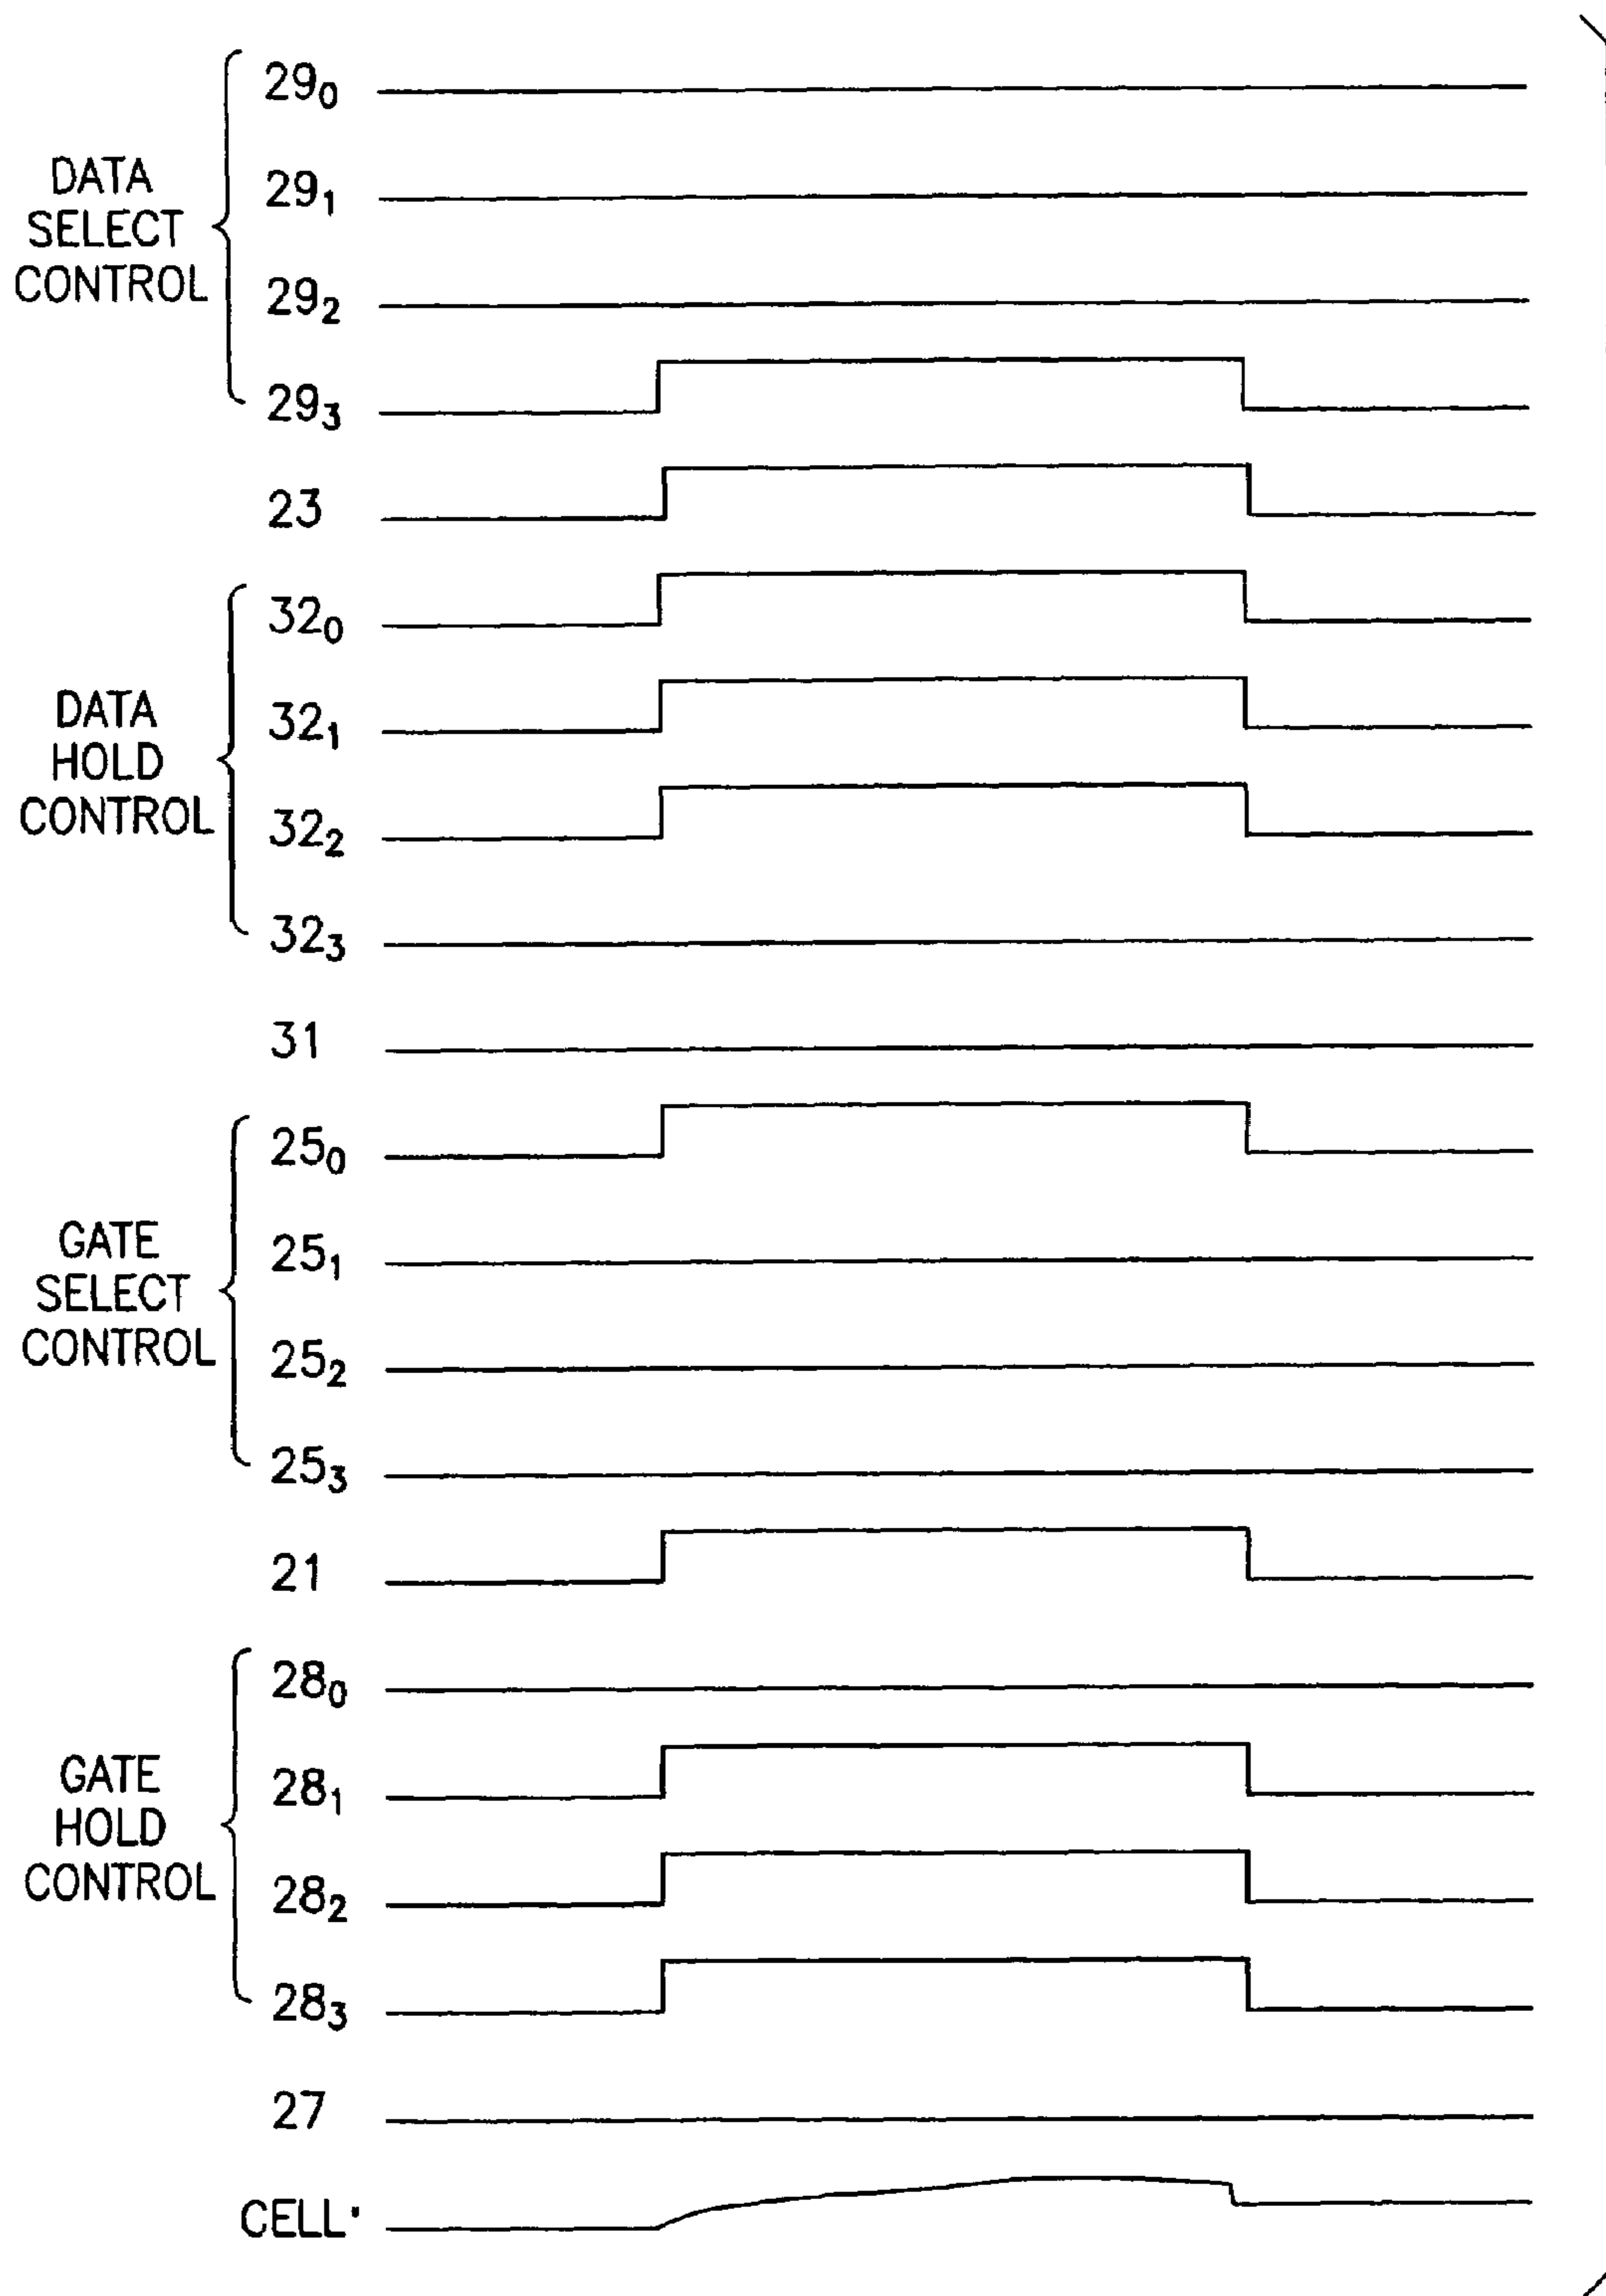 29₀
DATA
SELECT
CONTROL
29₁
29₂
29₃
23
32₀
DATA
HOLD
CONTROL
32₁
32₂
32₃
31
25₀
GATE
SELECT
CONTROL
25₁
25₂
25₃
21
28₀
GATE
HOLD
CONTROL
28₁
28₂
28₃
27
CELL'